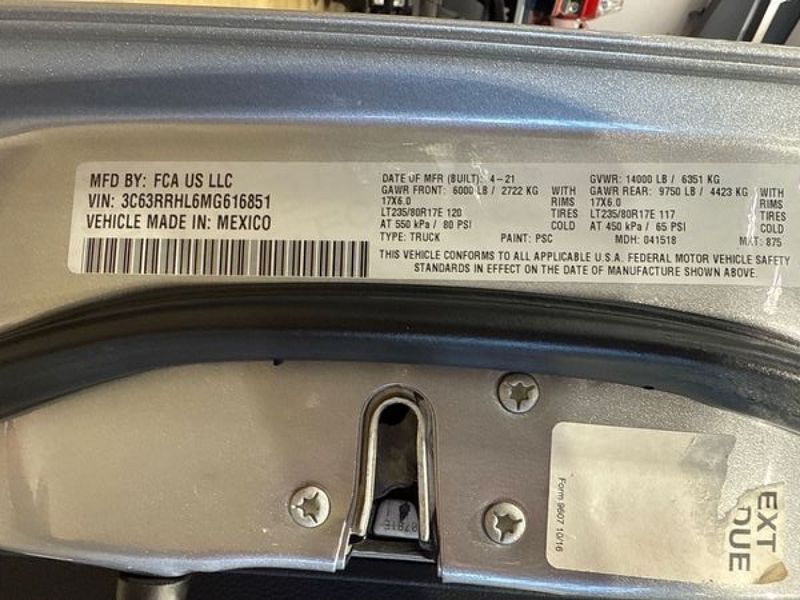 MFD BY: FCA US LLC
VIN: 3C63RRHL6MG616851
VEHICLE MADE IN: MEXICO
DATE OF MFR (BUILT): 4-21
GAWR FRONT: 6000 LB / 2722 KG WITH
17X6.0 RIMS
LT235/80R17E 120 TIRES
AT 550 kPa / 80 PSI COLD
TYPE: TRUCK PAINT: PSC
GVWR: 14000 LB / 6351 KG
GAWR REAR: 9750 LB / 4423 KG WITH
17X6.0 RIMS
LT235/80R17E 117 TIRES
AT 450 kPa / 65 PSI COLD
MDH: 041518 MXT: 875
THIS VEHICLE CONFORMS TO ALL APPLICABLE U.S.A. FEDERAL MOTOR VEHICLE SAFETY
STANDARDS IN EFFECT ON THE DATE OF MANUFACTURE SHOWN ABOVE.
Form 9607 10/16
EXT
DUE